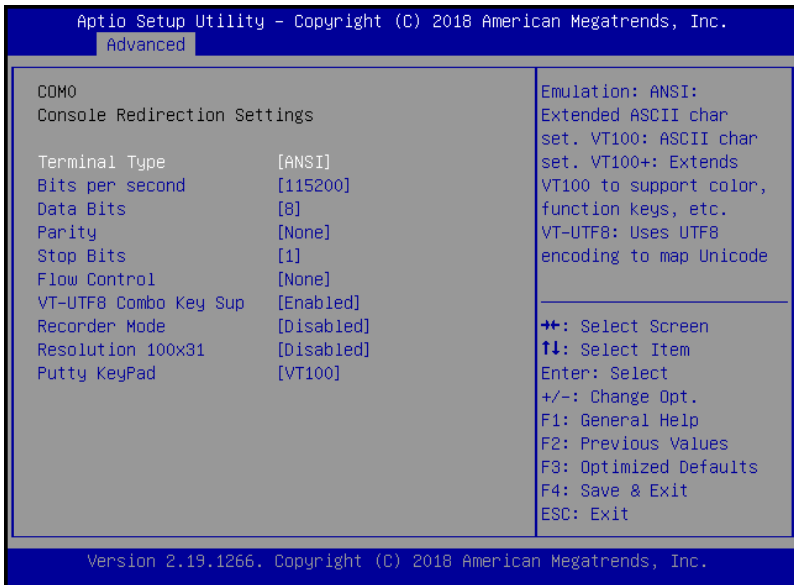 Aptio Setup Utility – Copyright (C) 2018 American Megatrends, Inc.
Advanced
COM0
Console Redirection Settings
Terminal Type [ANSI]
Bits per second [115200]
Data Bits [8]
Parity [None]
Stop Bits [1]
Flow Control [None]
VT-UTF8 Combo Key Sup [Enabled]
Recorder Mode [Disabled]
Resolution 100x31 [Disabled]
Putty KeyPad [VT100]
Emulation: ANSI:
Extended ASCII char
set. VT100: ASCII char
set. VT100+: Extends
VT100 to support color,
function keys, etc.
VT-UTF8: Uses UTF8
encoding to map Unicode
→←: Select Screen
↑↓: Select Item
Enter: Select
+/-: Change Opt.
F1: General Help
F2: Previous Values
F3: Optimized Defaults
F4: Save & Exit
ESC: Exit
Version 2.19.1266. Copyright (C) 2018 American Megatrends, Inc.